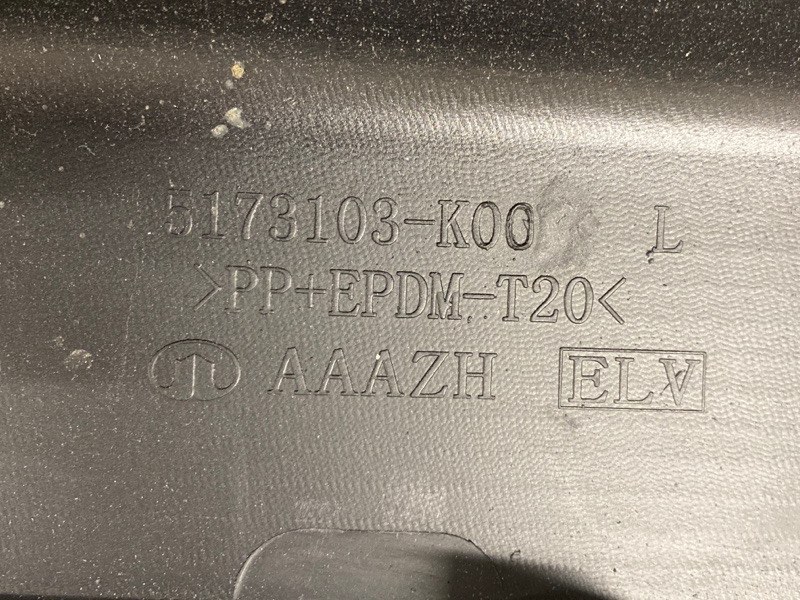 5173103-K00 L
>PP+EPDM-T20<
AAAZH ELV